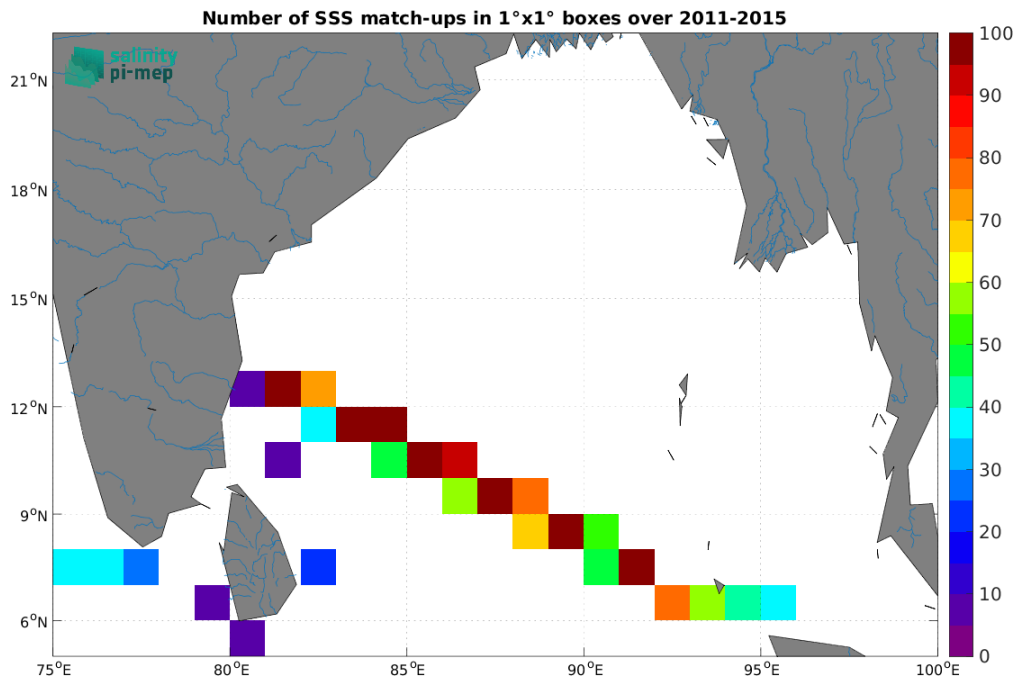 Number of SSS match-ups in 1°x1° boxes over 2011-2015
salinity
pi-mep
21°N
18°N
15°N
12°N
9°N
6°N
75°E
80°E
85°E
90°E
95°E
100°E
100
90
80
70
60
50
40
30
20
10
0